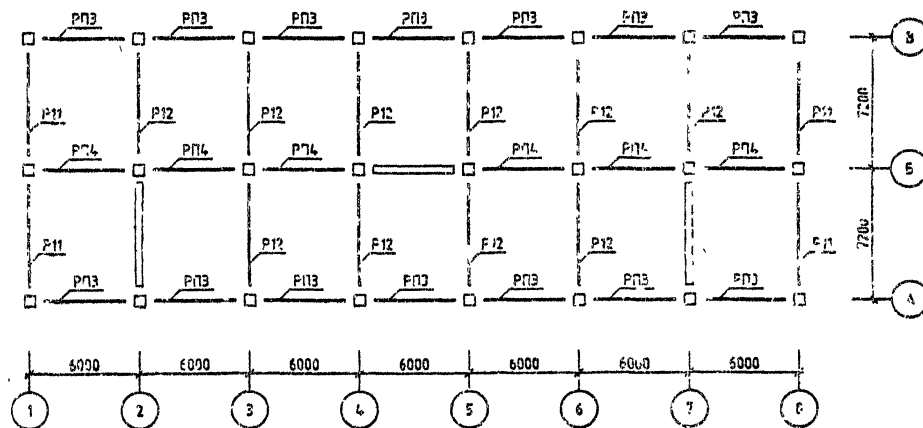 РП3 РП3 РП3 РП3 РП3 РП3 РП3
В
7200
Р11 Р12 Р12 Р12 Р12 Р12 Р12 Р11
РП4 РП4 РП4 РП4 РП4 РП4
Б
7200
Р11 Р12 Р12 Р12 Р12 Р11
РП3 РП3 РП3 РП3 РП3 РП3 РП3
А
6000 6000 6000 6000 6000 6000 6000
1 2 3 4 5 6 7 8